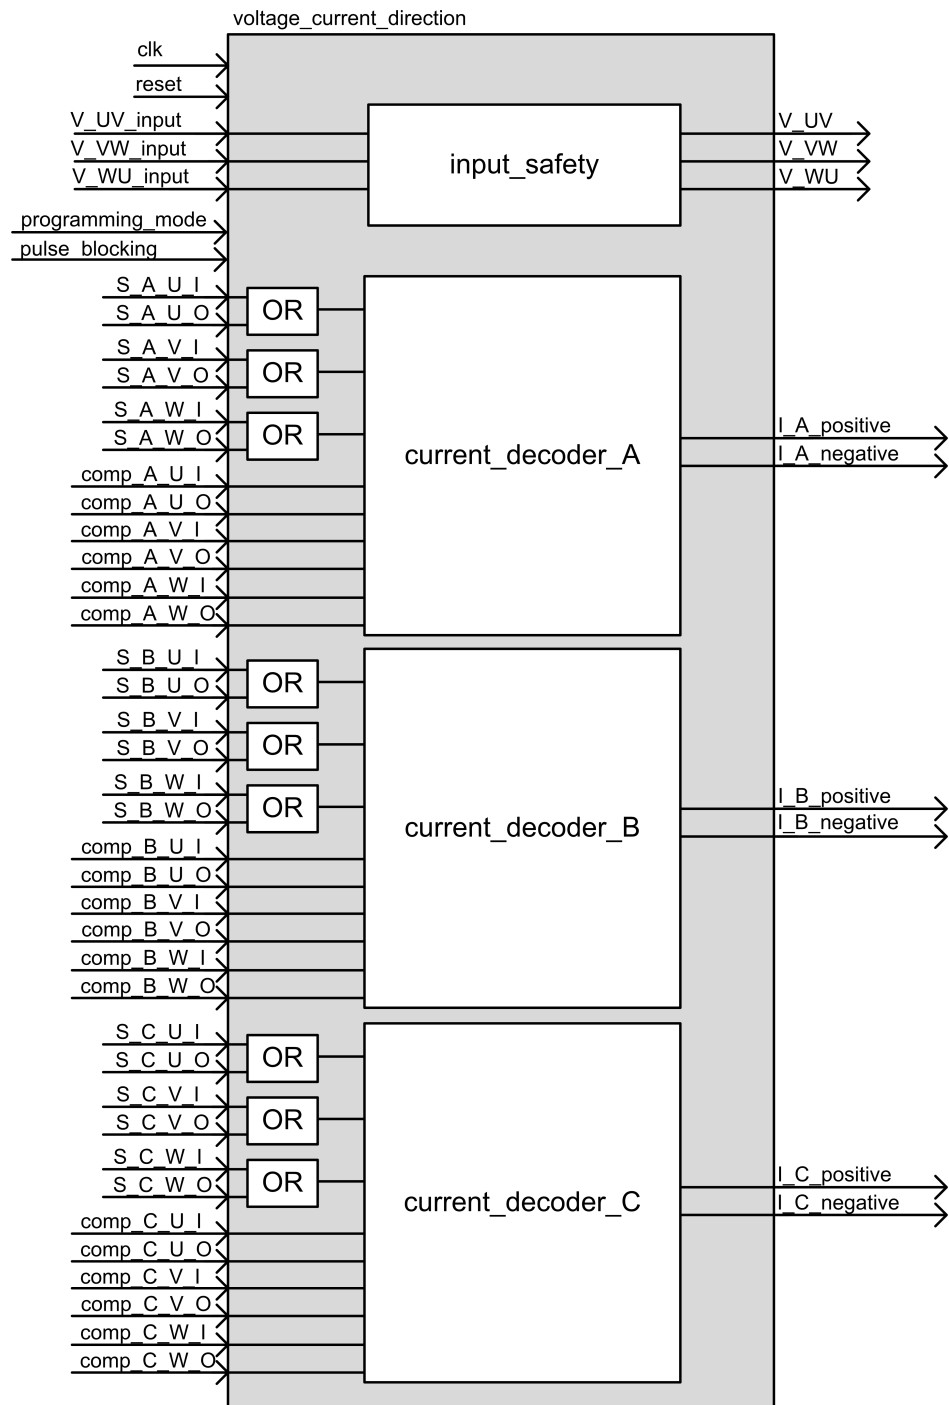 voltage_current_direction
clk
reset
V_UV_input
V_VW_input
V_WU_input
input_safety
V_UV
V_VW
V_WU
programming_mode
pulse_blocking
S_A_U_I
S_A_U_O
OR
S_A_V_I
S_A_V_O
OR
S_A_W_I
S_A_W_O
OR
comp_A_U_I
comp_A_U_O
comp_A_V_I
comp_A_V_O
comp_A_W_I
comp_A_W_O
current_decoder_A
I_A_positive
I_A_negative
S_B_U_I
S_B_U_O
OR
S_B_V_I
S_B_V_O
OR
S_B_W_I
S_B_W_O
OR
comp_B_U_I
comp_B_U_O
comp_B_V_I
comp_B_V_O
comp_B_W_I
comp_B_W_O
current_decoder_B
I_B_positive
I_B_negative
S_C_U_I
S_C_U_O
OR
S_C_V_I
S_C_V_O
OR
S_C_W_I
S_C_W_O
OR
comp_C_U_I
comp_C_U_O
comp_C_V_I
comp_C_V_O
comp_C_W_I
comp_C_W_O
current_decoder_C
I_C_positive
I_C_negative